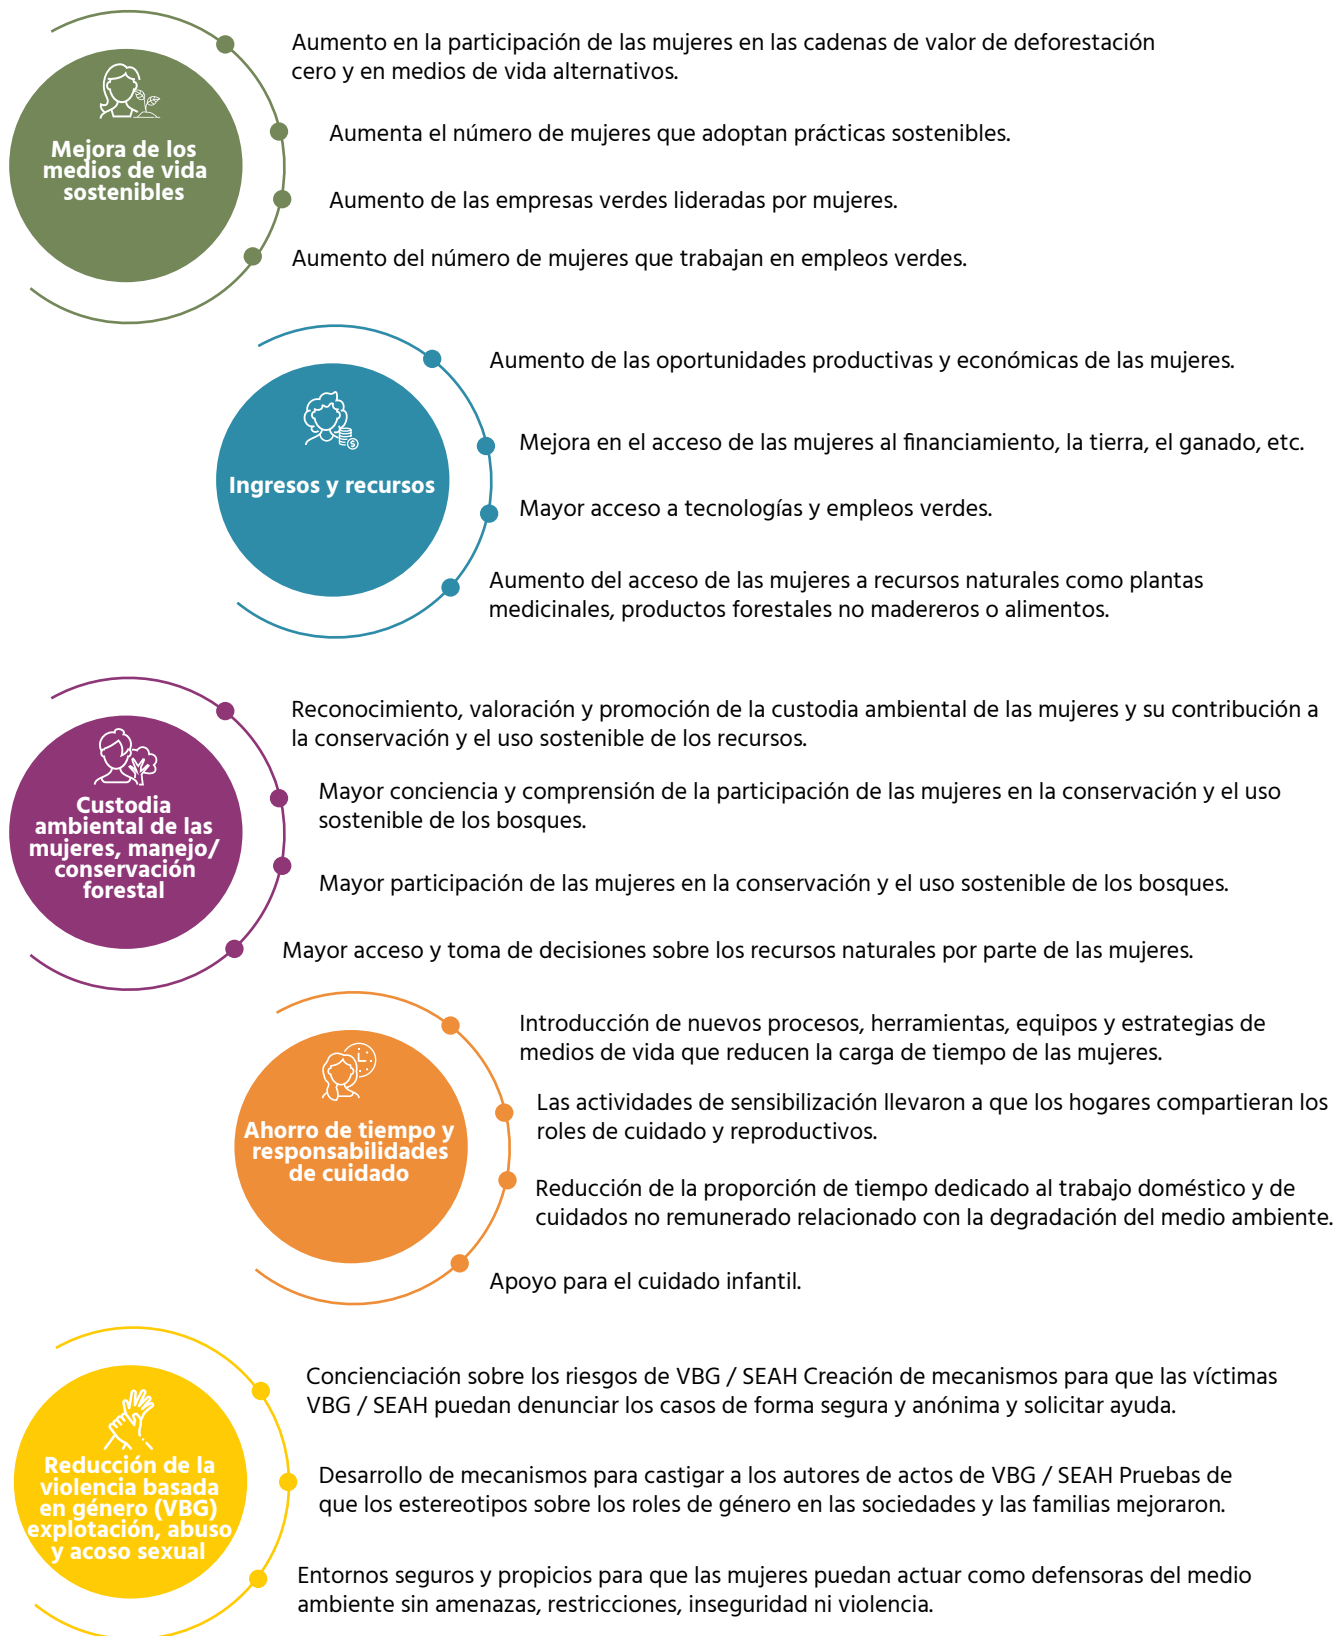 Mejora de los
medios de vida
sostenibles
Aumento en la participación de las mujeres en las cadenas de valor de deforestación
cero y en medios de vida alternativos.
Aumenta el número de mujeres que adoptan prácticas sostenibles.
Aumento de las empresas verdes lideradas por mujeres.
Aumento del número de mujeres que trabajan en empleos verdes.
Ingresos y recursos
Aumento de las oportunidades productivas y económicas de las mujeres.
Mejora en el acceso de las mujeres al financiamiento, la tierra, el ganado, etc.
Mayor acceso a tecnologías y empleos verdes.
Aumento del acceso de las mujeres a recursos naturales como plantas
medicinales, productos forestales no madereros o alimentos.
Custodia
ambiental de las
mujeres, manejo/
conservación
forestal
Reconocimiento, valoración y promoción de la custodia ambiental de las mujeres y su contribución a
la conservación y el uso sostenible de los recursos.
Mayor conciencia y comprensión de la participación de las mujeres en la conservación y el uso
sostenible de los bosques.
Mayor participación de las mujeres en la conservación y el uso sostenible de los bosques.
Mayor acceso y toma de decisiones sobre los recursos naturales por parte de las mujeres.
Ahorro de tiempo y
responsabilidades
de cuidado
Introducción de nuevos procesos, herramientas, equipos y estrategias de
medios de vida que reducen la carga de tiempo de las mujeres.
Las actividades de sensibilización llevaron a que los hogares compartieran los
roles de cuidado y reproductivos.
Reducción de la proporción de tiempo dedicado al trabajo doméstico y de
cuidados no remunerado relacionado con la degradación del medio ambiente.
Apoyo para el cuidado infantil.
Reducción de la
violencia basada
en género (VBG)
explotación, abuso
y acoso sexual
Concienciación sobre los riesgos de VBG / SEAH Creación de mecanismos para que las víctimas
VBG / SEAH puedan denunciar los casos de forma segura y anónima y solicitar ayuda.
Desarrollo de mecanismos para castigar a los autores de actos de VBG / SEAH Pruebas de
que los estereotipos sobre los roles de género en las sociedades y las familias mejoraron.
Entornos seguros y propicios para que las mujeres puedan actuar como defensoras del medio
ambiente sin amenazas, restricciones, inseguridad ni violencia.